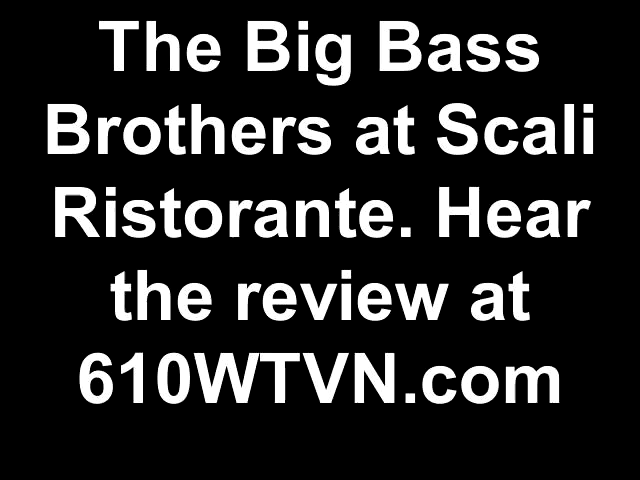 The Big Bass
Brothers at Scali
Ristorante. Hear
the review at
610WTVN.com